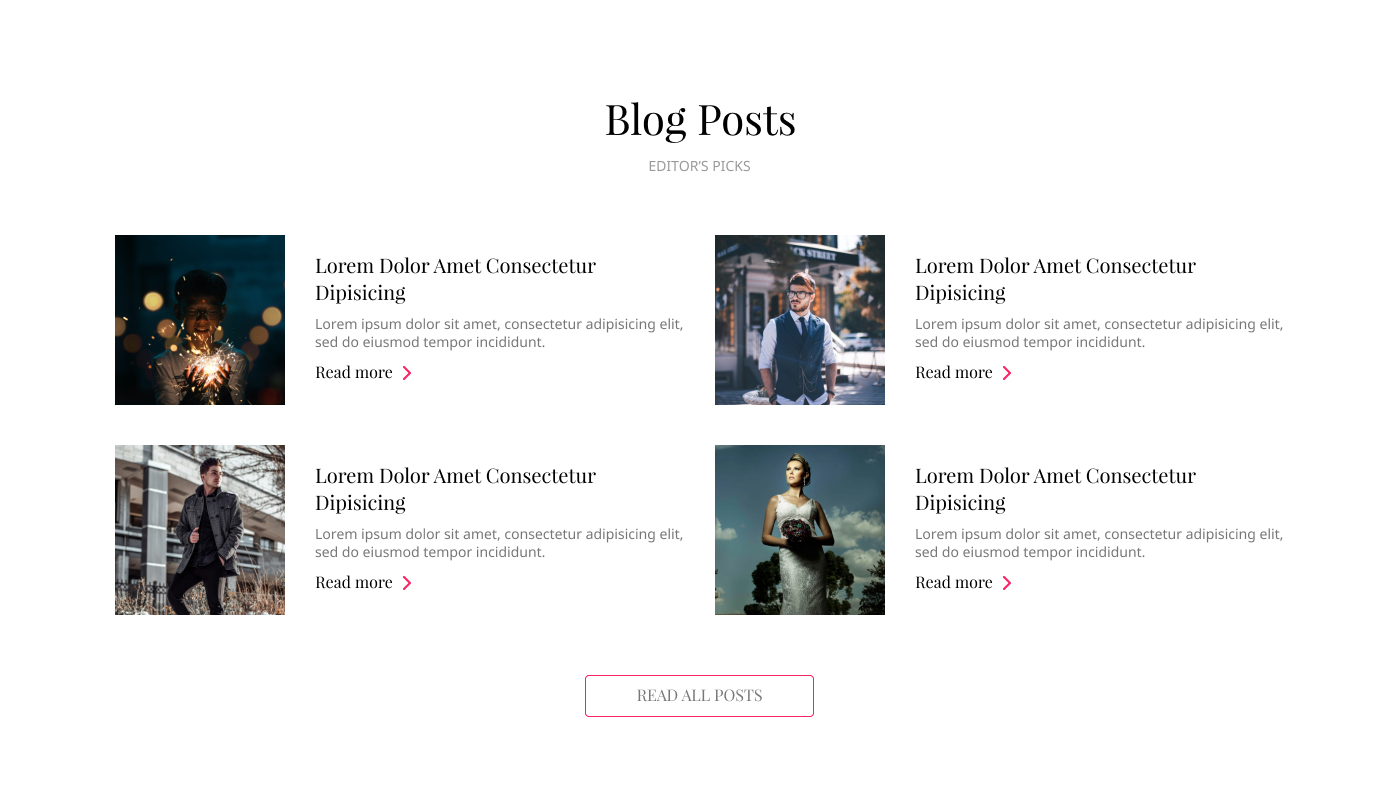 Blog Posts
EDITOR'S PICKS
Lorem Dolor Amet Consectetur
Dipisicing
Lorem ipsum dolor sit amet, consectetur adipisicing elit,
sed do eiusmod tempor incididunt.
Read more
Lorem Dolor Amet Consectetur
Dipisicing
Lorem ipsum dolor sit amet, consectetur adipisicing elit,
sed do eiusmod tempor incididunt.
Read more
Lorem Dolor Amet Consectetur
Dipisicing
Lorem ipsum dolor sit amet, consectetur adipisicing elit,
sed do eiusmod tempor incididunt.
Read more
Lorem Dolor Amet Consectetur
Dipisicing
Lorem ipsum dolor sit amet, consectetur adipisicing elit,
sed do eiusmod tempor incididunt.
Read more
READ ALL POSTS